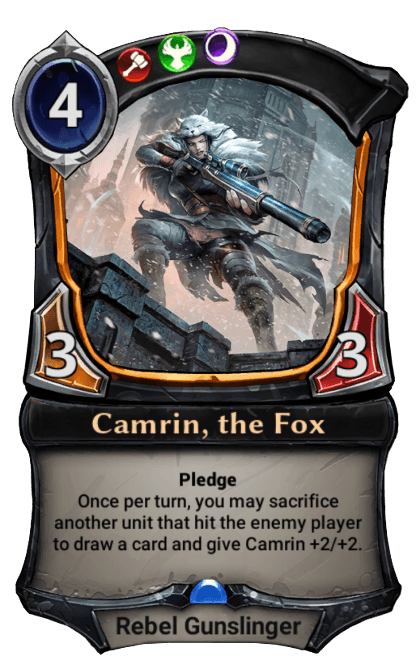 4
3
3
Camrin, the Fox
Pledge
Once per turn, you may sacrifice
another unit that hit the enemy player
to draw a card and give Camrin +2/+2.
Rebel Gunslinger